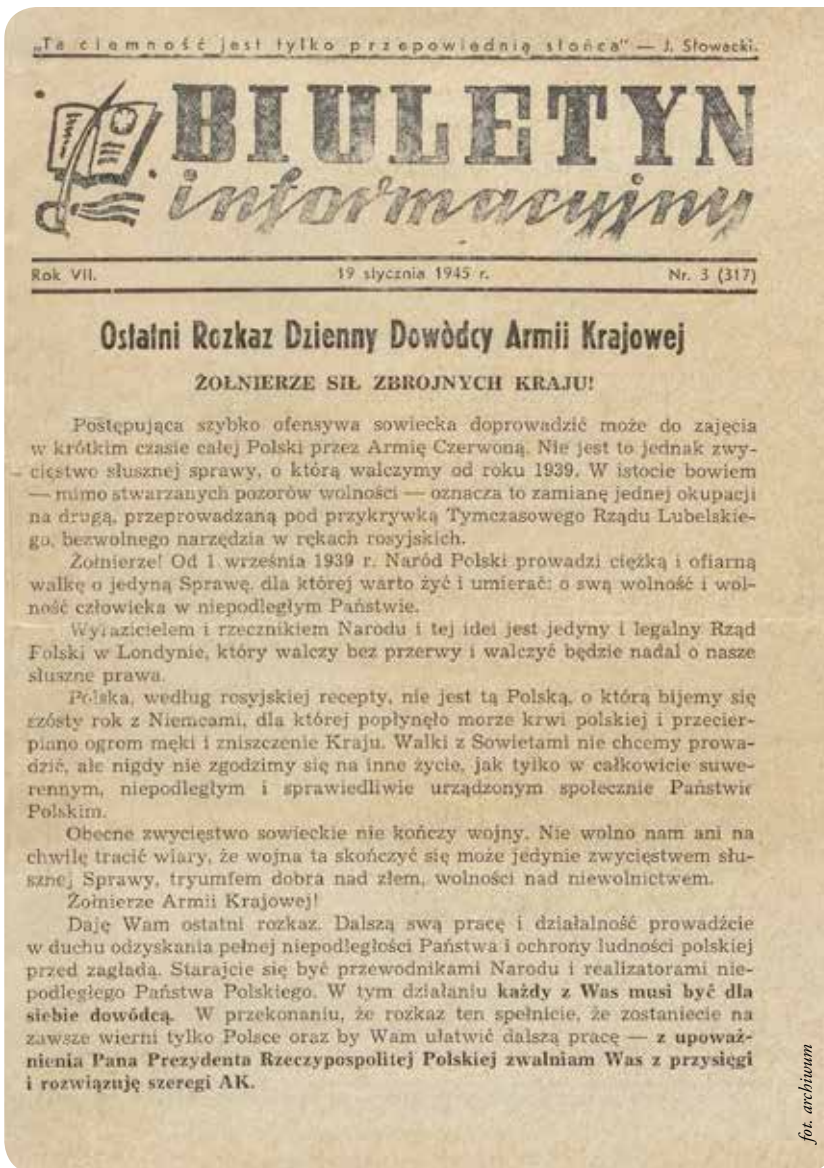 „Ta ciemność jest tylko przepowiednią słońca" — J. Słowacki.
BIULETYN
informacyjny
Rok VII. 19 stycznia 1945 r. Nr. 3 (317)
Ostatni Rozkaz Dzienny Dowòdcy Armii Krajowej
ŻOŁNIERZE SIŁ ZBROJNYCH KRAJU!
Postępująca szybko ofensywa sowiecka doprowadzić może do zajęcia
w krótkim czasie całej Polski przez Armię Czerwoną. Nie jest to jednak zwy-
cięstwo słusznej sprawy, o którą walczymy od roku 1939. W istocie bowiem
— mimo stwarzanych pozorów wolności — oznacza to zamianę jednej okupacji
na drugą, przeprowadzaną pod przykrywką Tymczasowego Rządu Lubelskie-
go, bezwolnego narzędzia w rękach rosyjskich.
Żołnierze! Od 1 września 1939 r. Naród Polski prowadzi ciężką i ofiarną
walkę o jedyną Sprawę, dla której warto żyć i umierać: o swą wolność i wol-
ność człowieka w niepodległym Państwie.
Wyrazicielem i rzecznikiem Narodu i tej idei jest jedyny i legalny Rząd
Polski w Londynie, który walczy bez przerwy i walczyć będzie nadal o nasze
słuszne prawa.
Polska, według rosyjskiej recepty, nie jest tą Polską, o którą bijemy się
szósty rok z Niemcami, dla której popłynęło morze krwi polskiej i przecier-
piano ogrom męki i zniszczenie Kraju. Walki z Sowietami nie chcemy prowa-
dzić, ale nigdy nie zgodzimy się na inne życie, jak tylko w całkowicie suwe-
rennym, niepodległym i sprawiedliwie urządzonym społecznie Państwie
Polskim.
Obecne zwycięstwo sowieckie nie kończy wojny. Nie wolno nam ani na
chwilę tracić wiary, że wojna ta skończyć się może jedynie zwycięstwem słu-
sznej Sprawy, tryumfem dobra nad złem, wolności nad niewolnictwem.
Żołnierze Armii Krajowej!
Daję Wam ostatni rozkaz. Dalszą swą pracę i działalność prowadźcie
w duchu odzyskania pełnej niepodległości Państwa i ochrony ludności polskiej
przed zagładą. Starajcie się być przewodnikami Narodu i realizatorami nie-
podległego Państwa Polskiego. W tym działaniu każdy z Was musi być dla
siebie dowódcą. W przekonaniu, że rozkaz ten spełnicie, że zostaniecie na
zawsze wierni tylko Polsce oraz by Wam ułatwić dalszą pracę — z upoważ-
nienia Pana Prezydenta Rzeczypospolitej Polskiej zwalniam Was z przysięgi
i rozwiązuję szeregi AK.
fot. archiwum